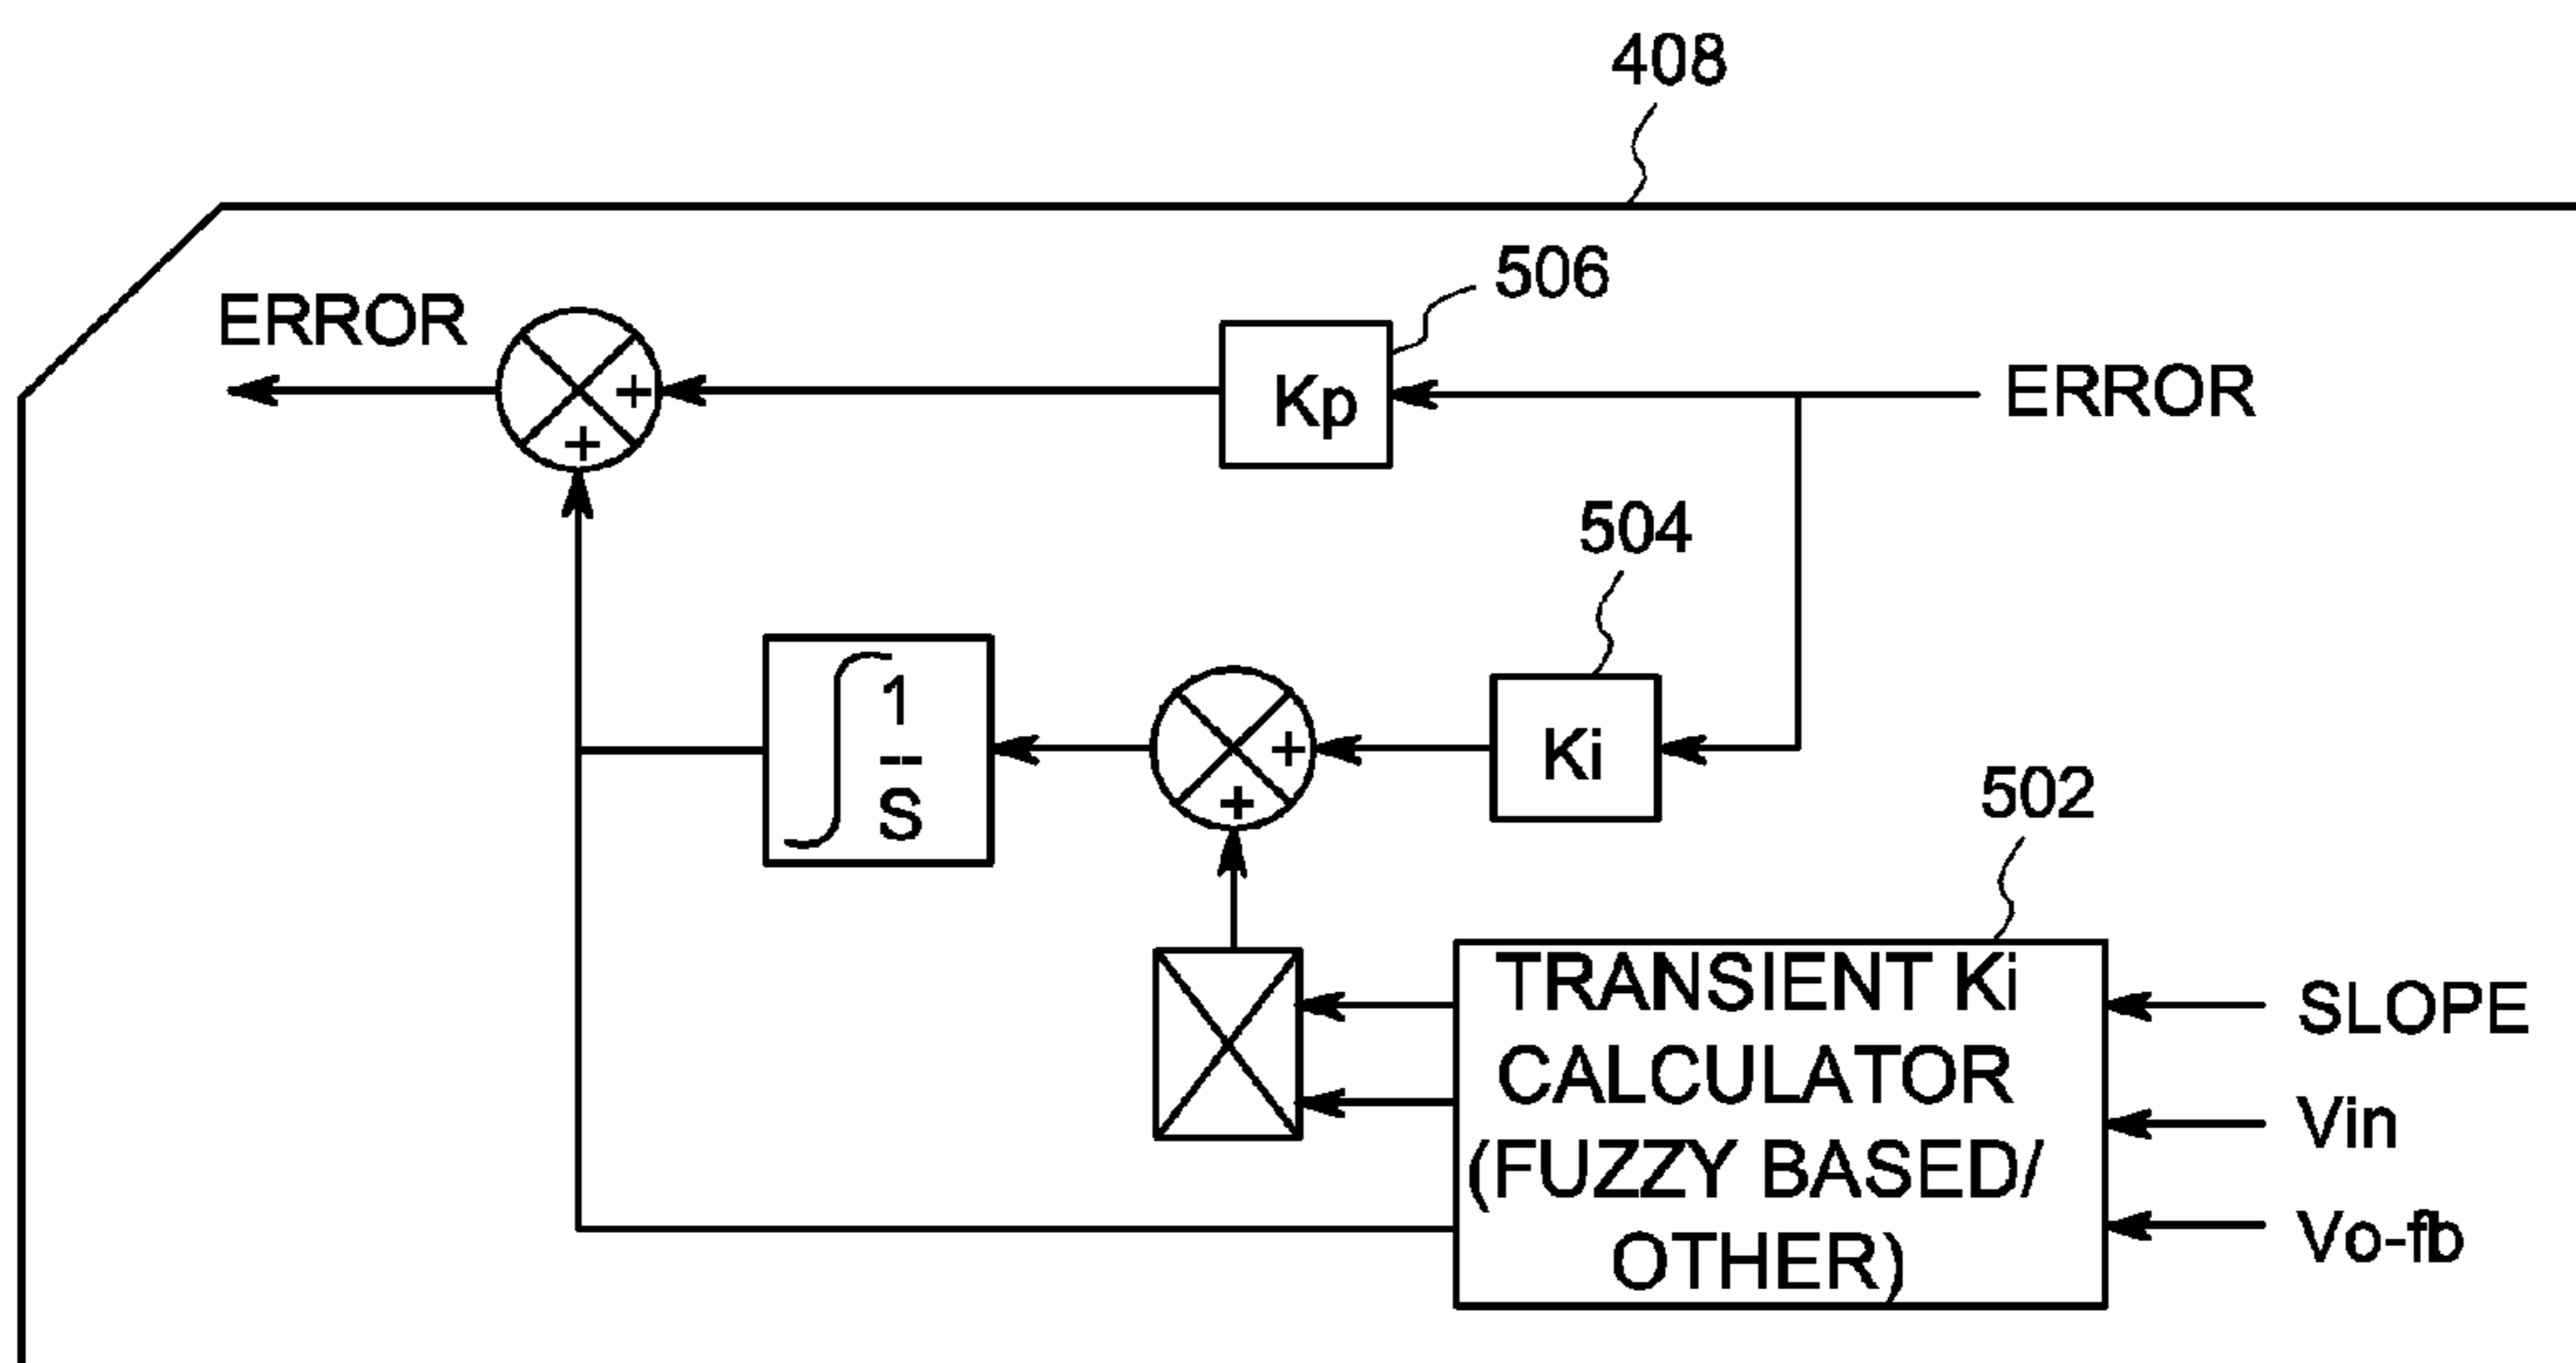 408
506
ERROR
Kp
ERROR
504
1
--
S
Ki
502
TRANSIENT Ki
CALCULATOR
(FUZZY BASED/
OTHER)
SLOPE
Vin
Vo-fb
+
+
+
+